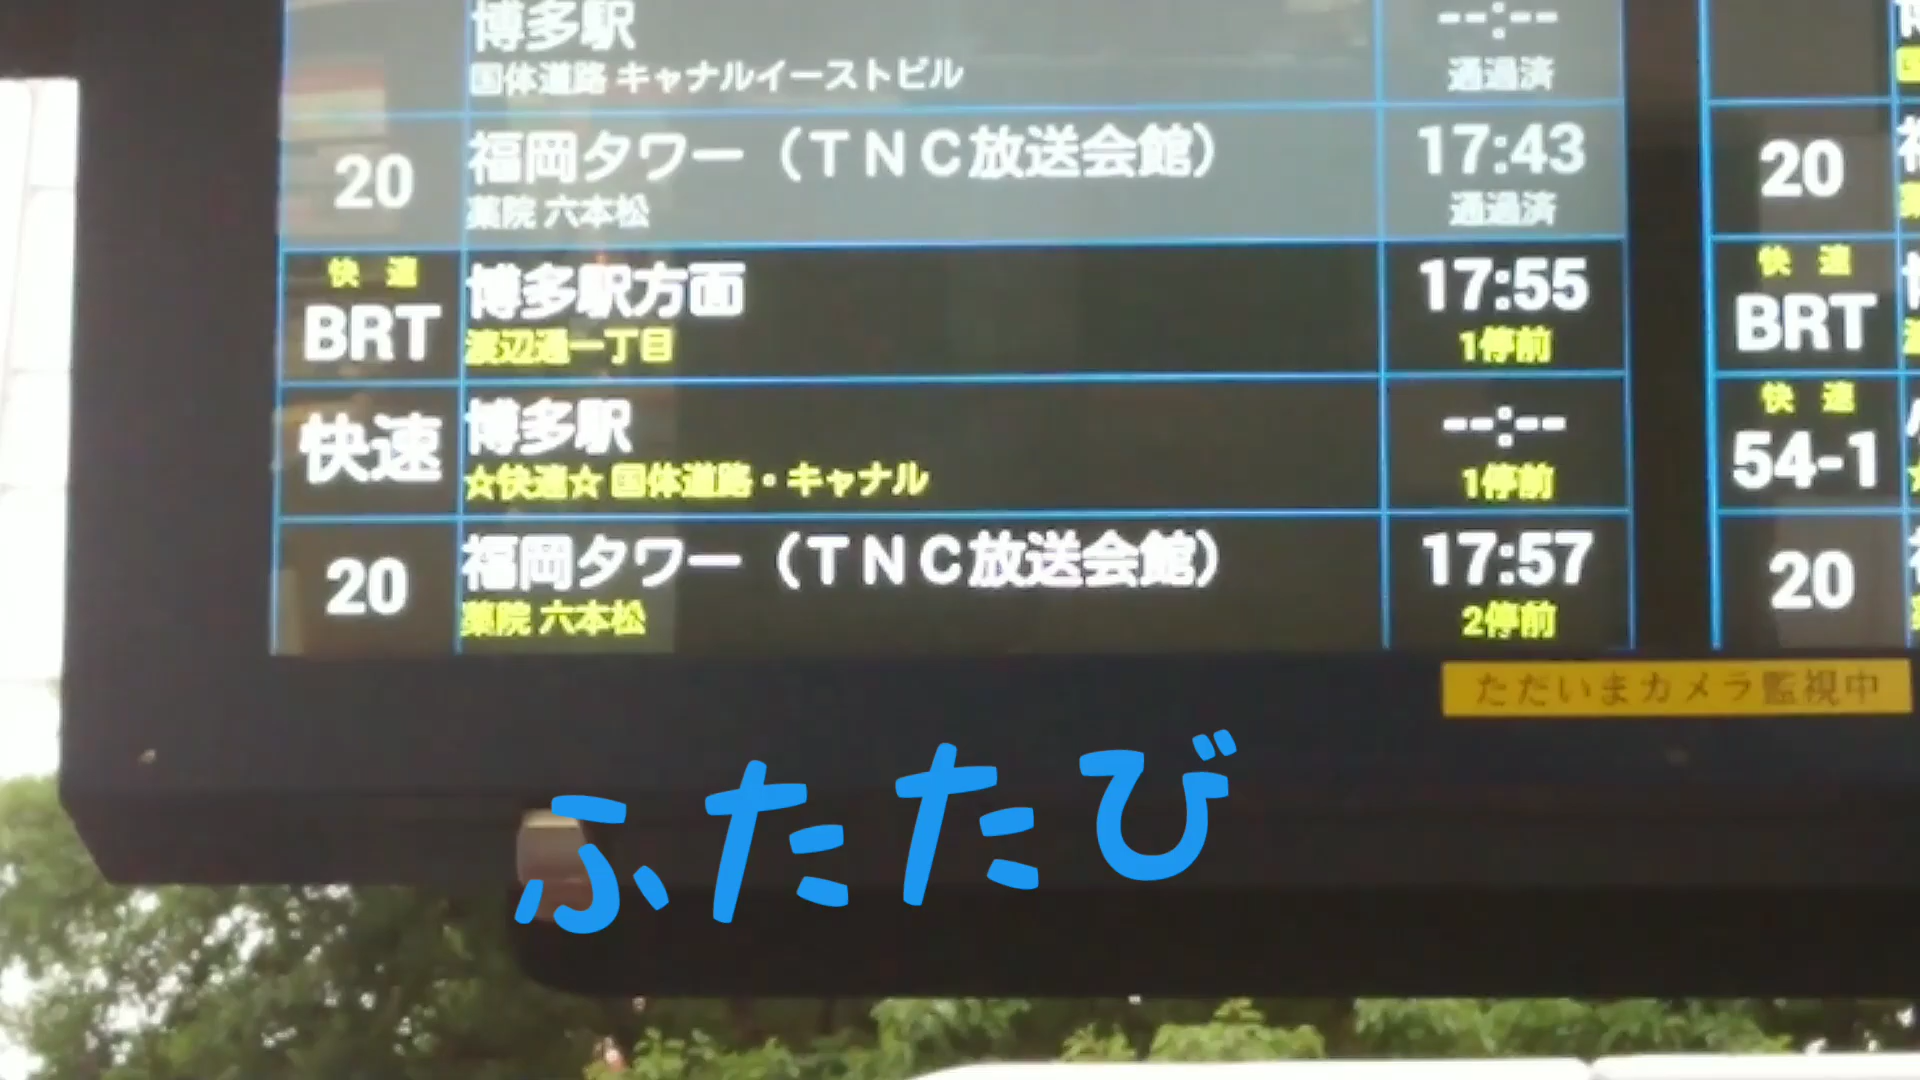 博多駅
--:--
国体道路 キャナルイーストビル
通過済
20
福岡タワー（ＴＮＣ放送会館）
17:43
薬院 六本松
通過済
快 速
BRT
博多駅方面
17:55
渡辺通一丁目
1停前
快速
博多駅
--:--
☆快速☆ 国体道路・キャナル
1停前
20
福岡タワー（ＴＮＣ放送会館）
17:57
薬院 六本松
2停前
20
快 速
BRT
快 速
54-1
20
ただいまカメラ監視中
ふたたび